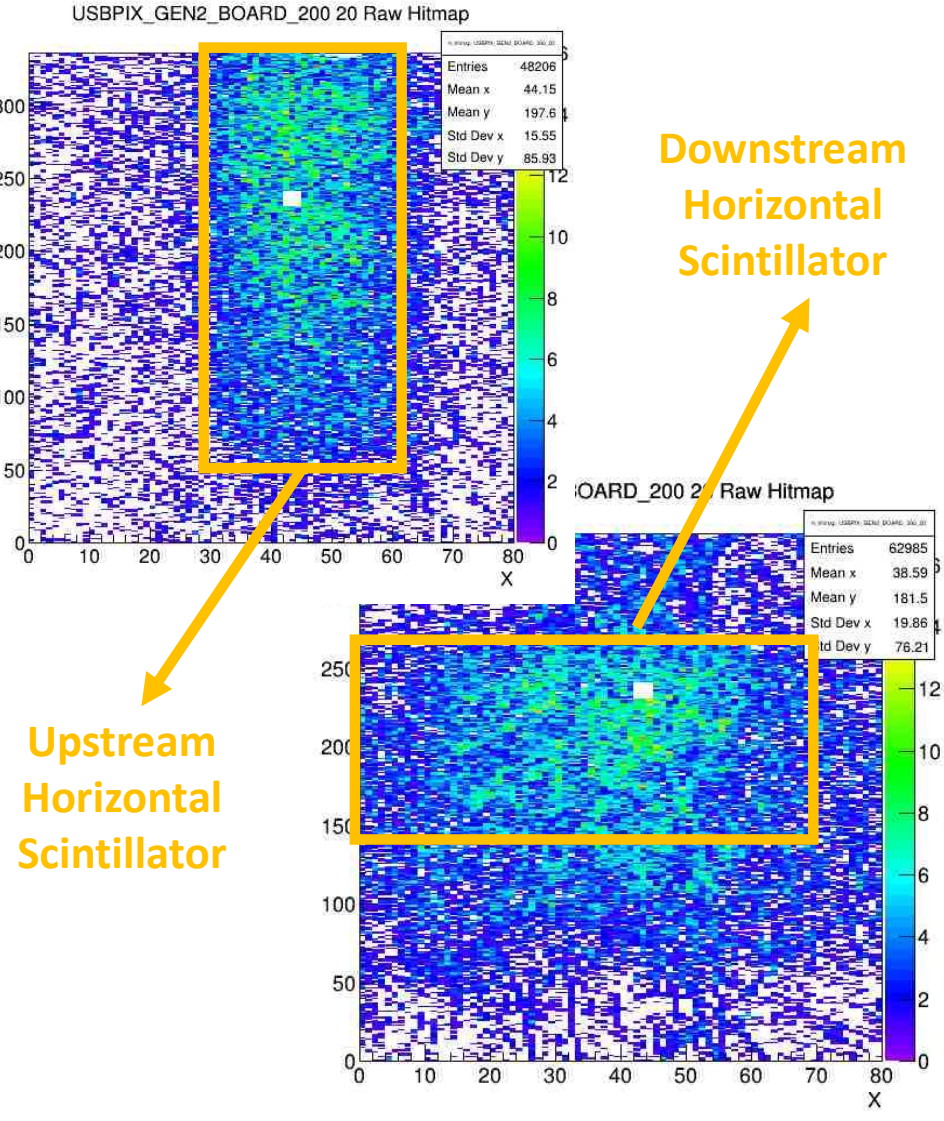 USBPIX_GEN2_BOARD_200 20 Raw Hitmap
Entries 48206
Mean x 44.15
Mean y 197.6
Std Dev x 15.55
Std Dev y 85.93
300
250
200
150
100
50
0
0 10 20 30 40 50 60 70 80
X
12
10
8
6
4
2
0
Downstream
Horizontal
Scintillator
Upstream
Horizontal
Scintillator
BOARD_200 20 Raw Hitmap
Entries 62985
Mean x 38.59
Mean y 181.5
Std Dev x 19.86
Std Dev y 76.21
250
200
150
100
50
0
0 10 20 30 40 50 60 70 80
X
12
10
8
6
4
2
0